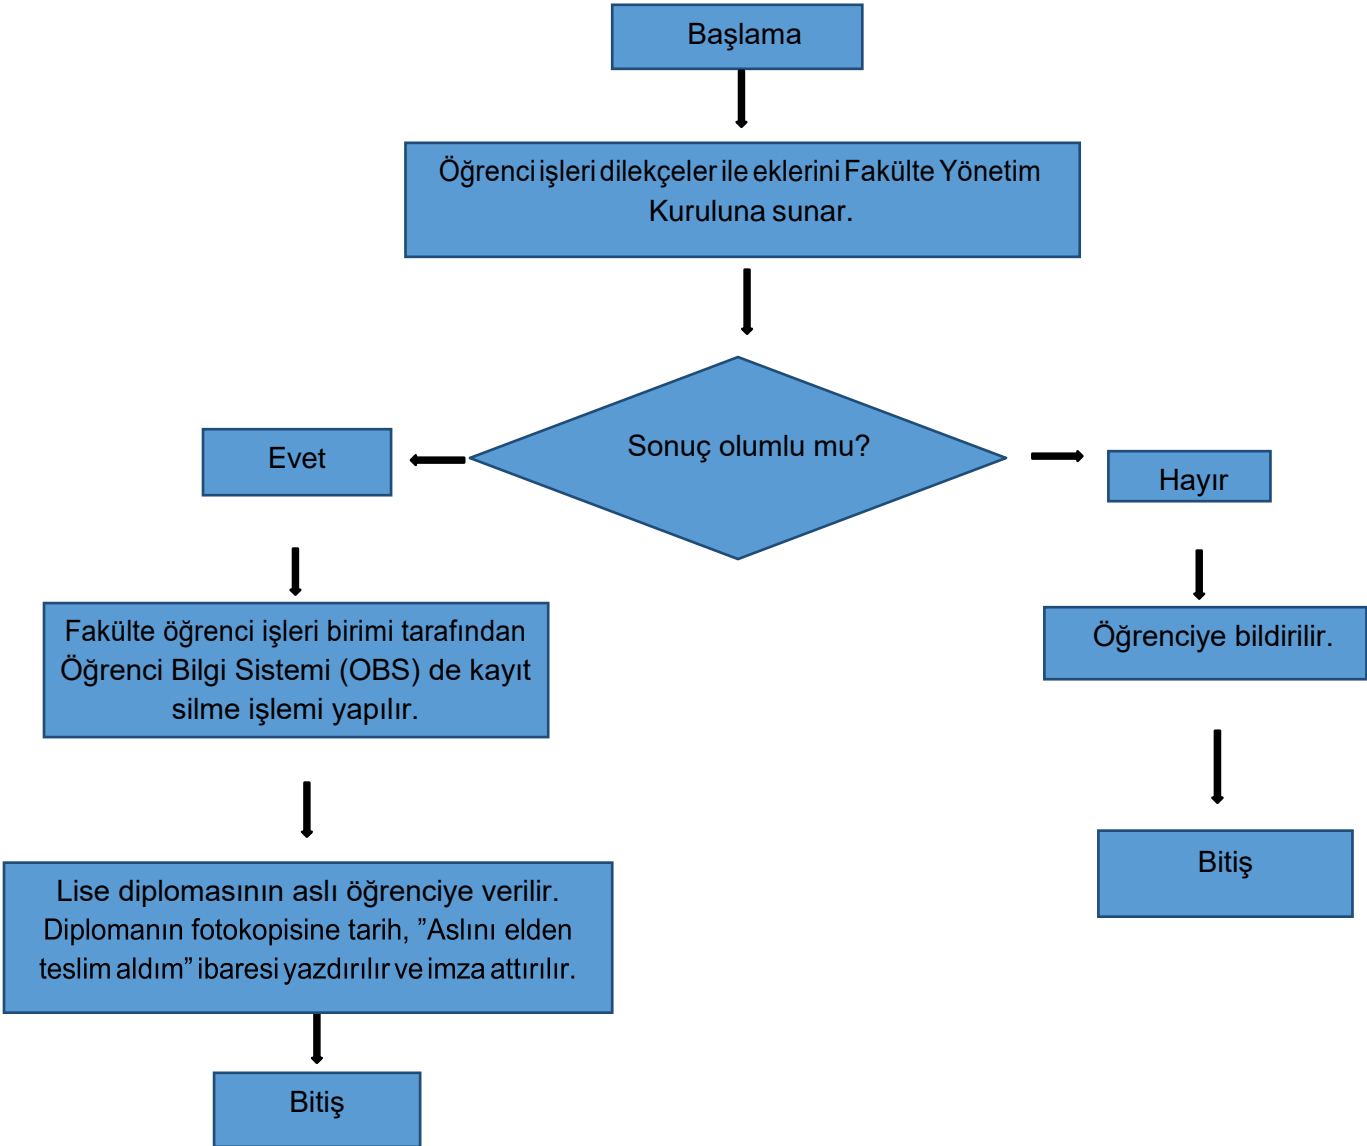 Başlama
Öğrenci işleri dilekçeler ile eklerini Fakülte Yönetim
Kuruluna sunar.
Sonuç olumlu mu?
Evet
Hayır
Fakülte öğrenci işleri birimi tarafından
Öğrenci Bilgi Sistemi (OBS) de kayıt
silme işlemi yapılır.
Öğrenciye bildirilir.
Lise diplomasının aslı öğrenciye verilir.
Diplomanın fotokopisine tarih, ”Aslını elden
teslim aldım” ibaresi yazdırılır ve imza attırılır.
Bitiş
Bitiş